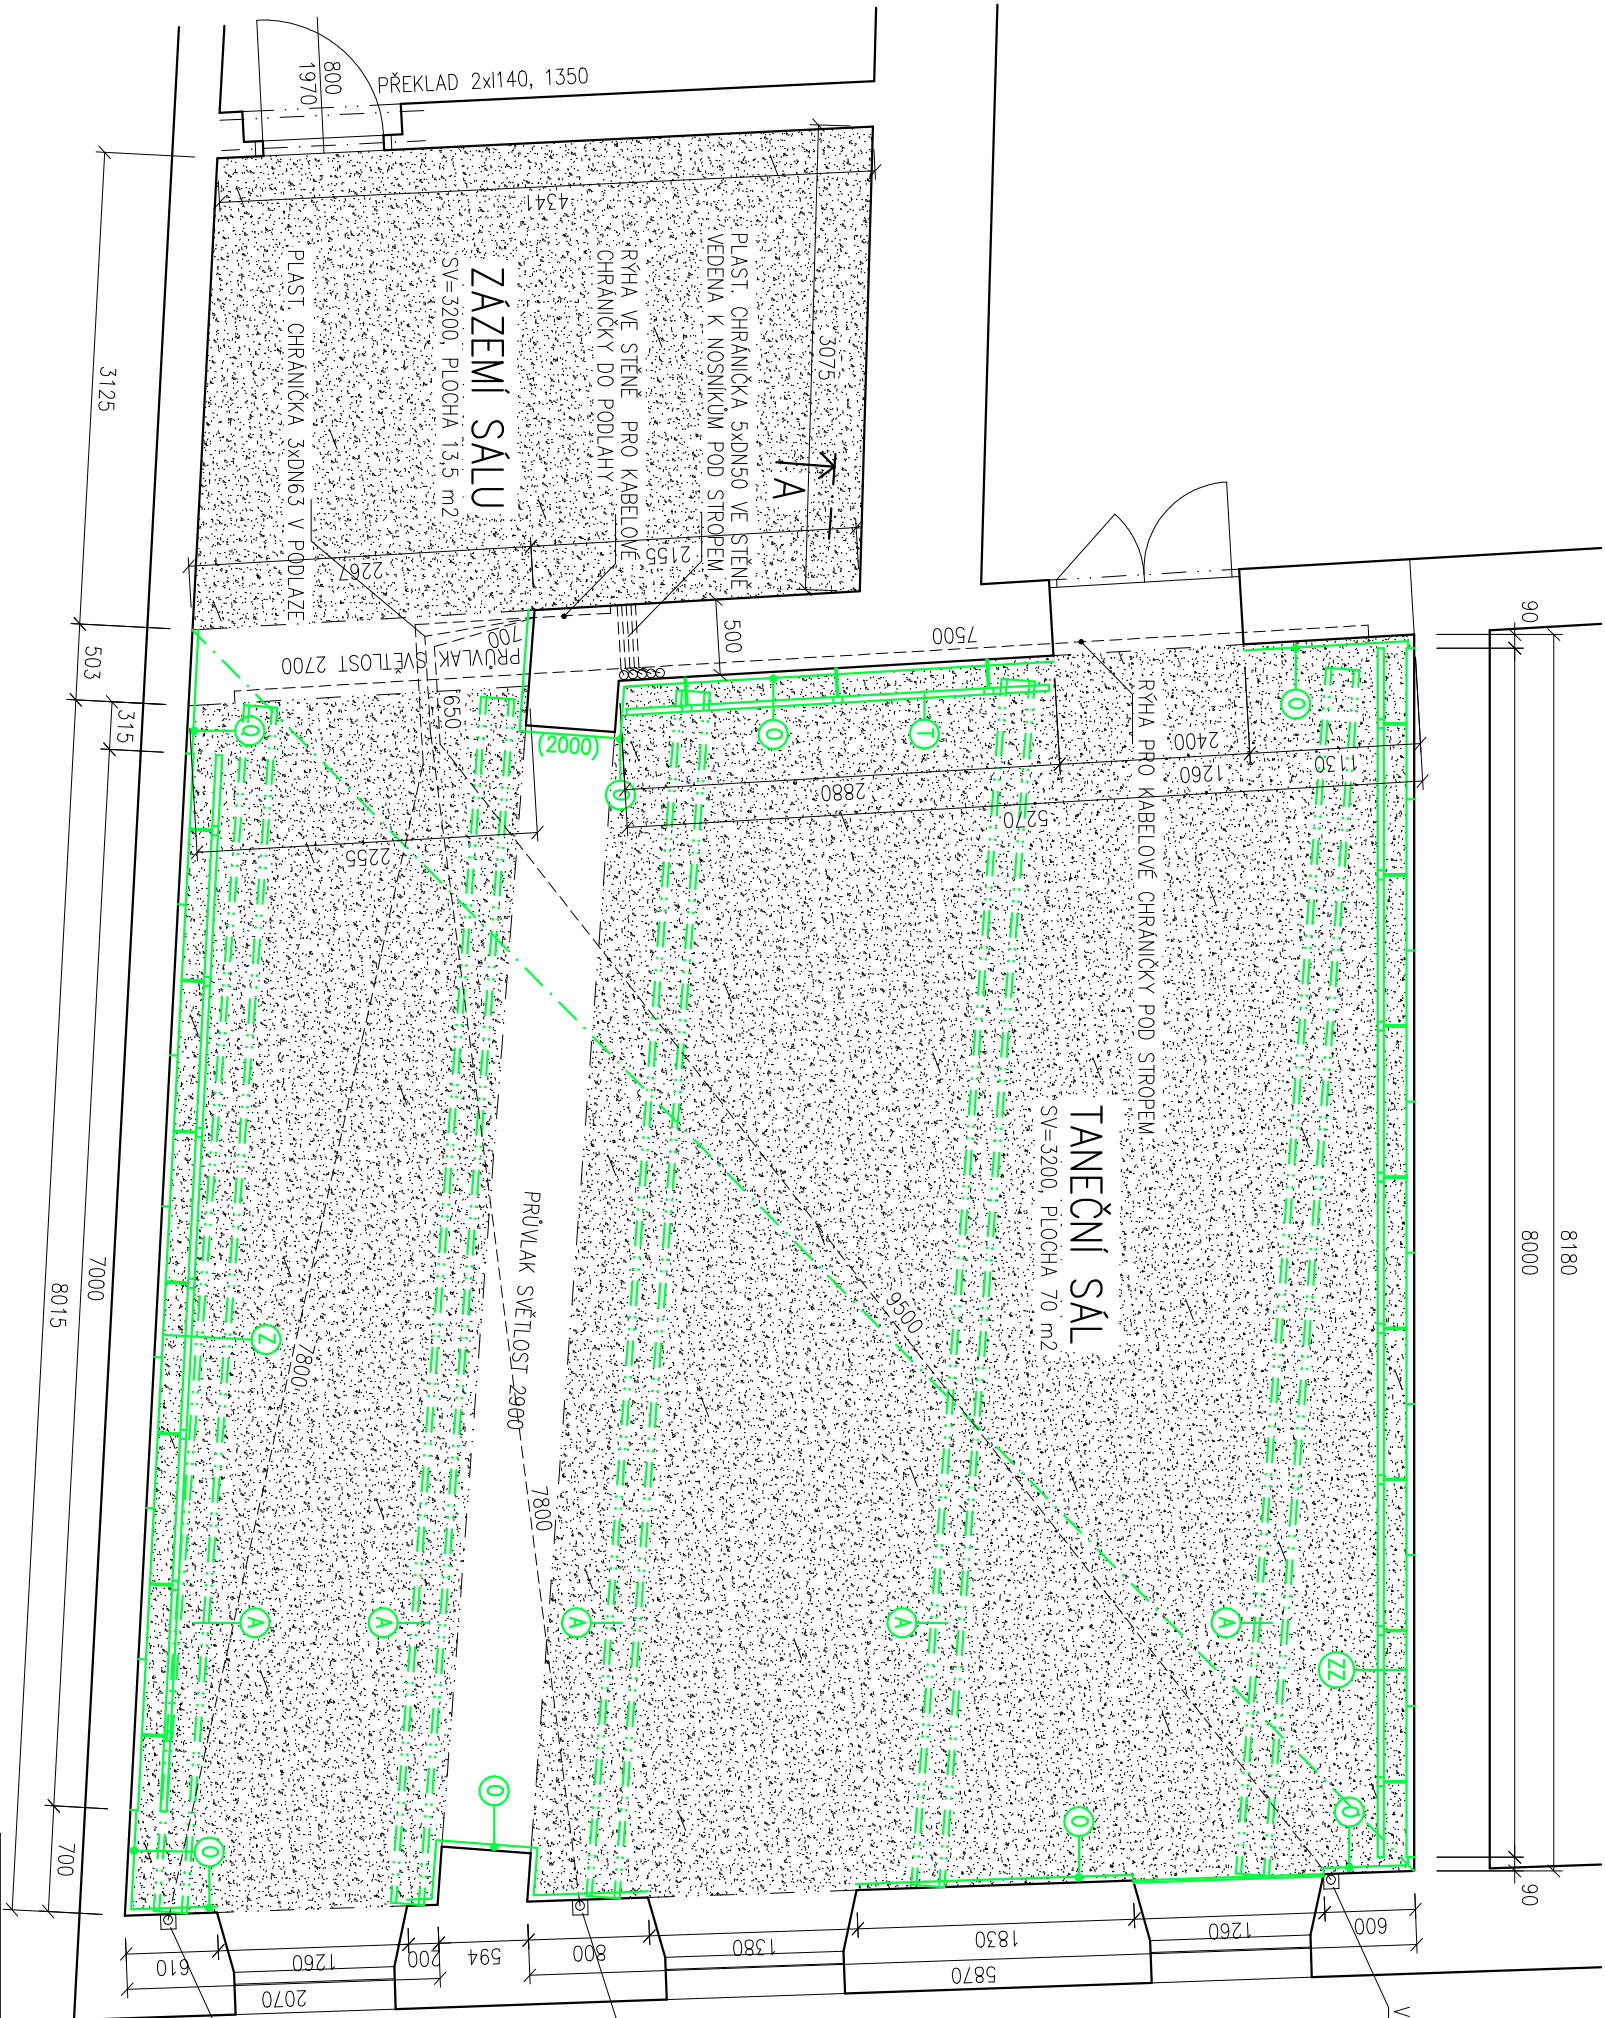 PŘEKLAD 2xI140, 1350
800
1970
4341
3075
PLAST. CHRÁNIČKA 5xDN50 VE STĚNĚ
VEDENA K NOSNÍKŮM POD STROPEM
RÝHA VE STĚNĚ PRO KABELOVÉ
CHRÁNIČKY DO PODLAHY
ZÁZEMÍ SÁLU
SV=3200, PLOCHA 13,5 m2
PLAST. CHRÁNIČKA 3xDN63 V PODLAZE
A
2155
2267
3125
503
315
700
PRŮVLAK SVĚTLOST 2700
650
500
7500
RÝHA PRO KABELOVÉ CHRÁNIČKY POD STROPEM
(2000)
2880
2400
1260
1130
5270
2255
90
8180
8000
90
TANEČNÍ SÁL
SV=3200, PLOCHA 70 m2
PRŮVLAK SVĚTLOST 2900
9500
7800
7800
7000
8015
700
O
O
T
O
O
Z
ZZ
A
A
A
A
A
O
O
O
O
610
1260
200
594
800
1380
1830
1260
600
2070
5870
V